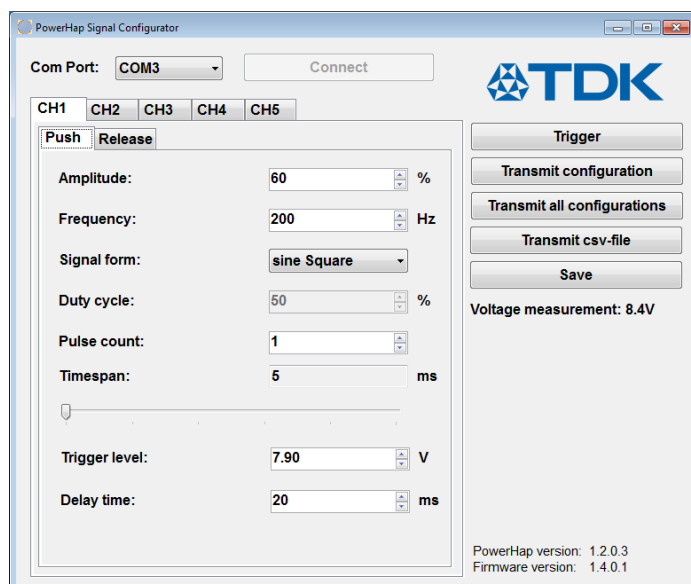 PowerHap Signal Configurator
Com Port: COM3 Connect
TDK
CH1 CH2 CH3 CH4 CH5
Push Release
Amplitude: 60 %
Frequency: 200 Hz
Signal form: sine Square
Duty cycle: 50 %
Pulse count: 1
Timespan: 5 ms
Trigger level: 7.90 V
Delay time: 20 ms
Trigger
Transmit configuration
Transmit all configurations
Transmit csv-file
Save
Voltage measurement: 8.4V
PowerHap version: 1.2.0.3
Firmware version: 1.4.0.1